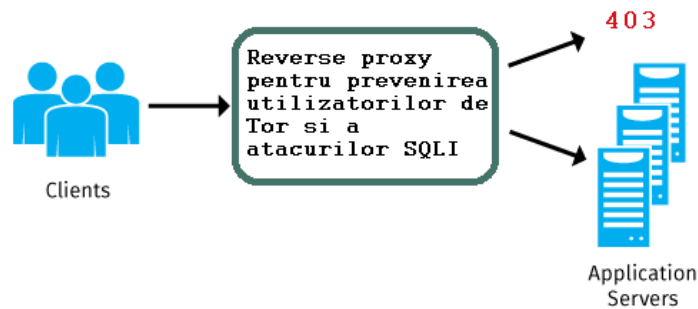 403
Reverse proxy
pentru prevenirea
utilizatorilor de
Tor si a
atacurilor SQLI
Clients
Application
Servers